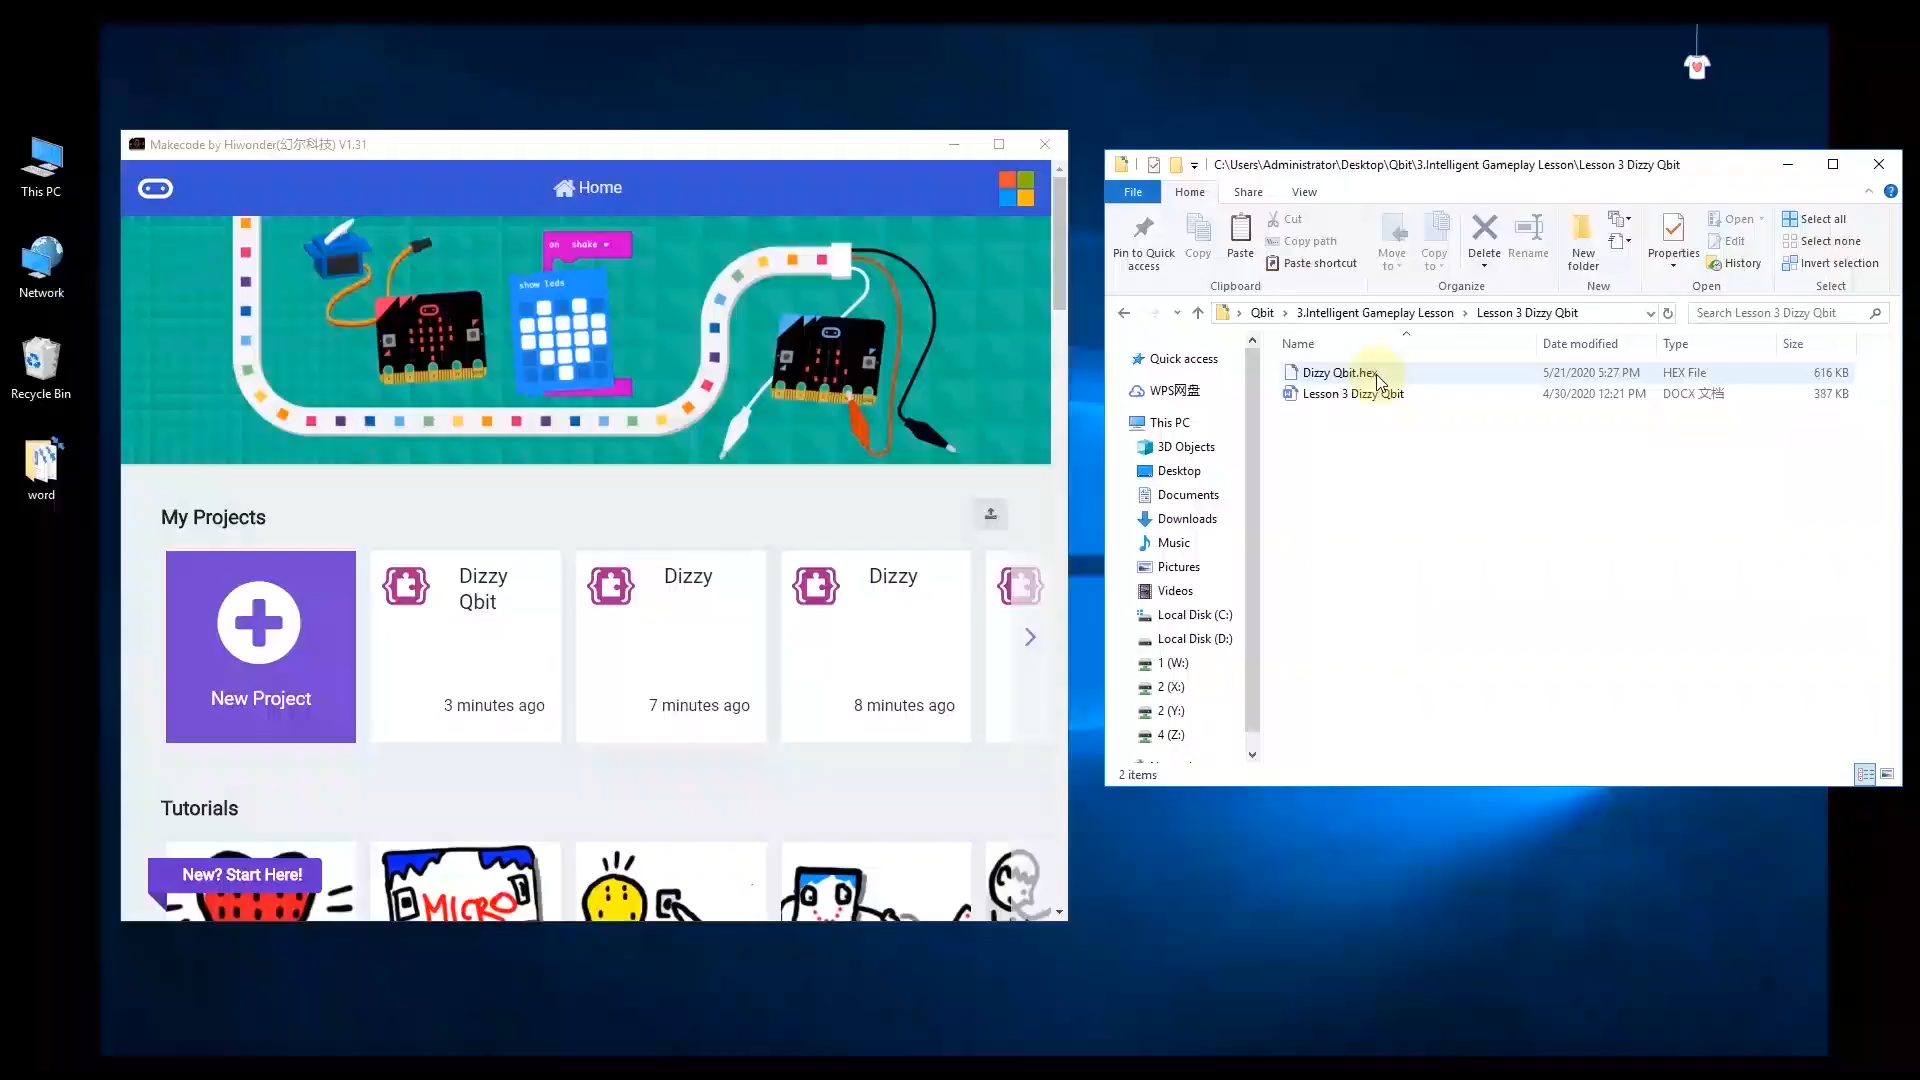 This PC
Network
Recycle Bin
word
Makecode by Hiwonder(幻尔科技) V1.31
Home
on shake
show leds
My Projects
New Project
Dizzy
Qbit
3 minutes ago
Dizzy
7 minutes ago
Dizzy
8 minutes ago
Tutorials
New? Start Here!
MICRO
C:\Users\Administrator\Desktop\Qbit\3.Intelligent Gameplay Lesson\Lesson 3 Dizzy Qbit
File Home Share View
Pin to Quick
access
Copy
Paste
Cut
Copy path
Paste shortcut
Clipboard
Move
to
Copy
to
Delete
Rename
Organize
New
folder
New
Properties
Open
Edit
History
Open
Select all
Select none
Invert selection
Select
Qbit 3.Intelligent Gameplay Lesson Lesson 3 Dizzy Qbit
Search Lesson 3 Dizzy Qbit
Name Date modified Type Size
Dizzy Qbit.hex 5/21/2020 5:27 PM HEX File 616 KB
Lesson 3 Dizzy Qbit 4/30/2020 12:21 PM DOCX 文档 387 KB
Quick access
WPS网盘
This PC
3D Objects
Desktop
Documents
Downloads
Music
Pictures
Videos
Local Disk (C:)
Local Disk (D:)
1 (W:)
2 (X:)
2 (Y:)
4 (Z:)
2 items